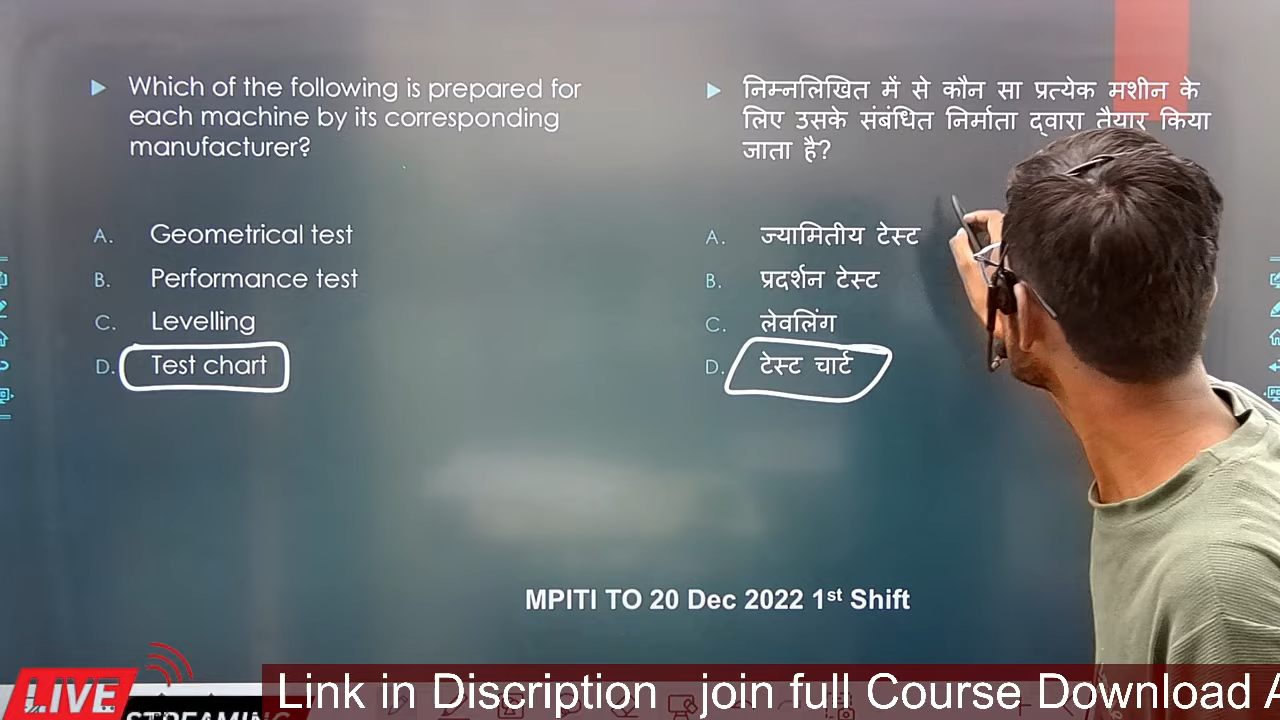 Which of the following is prepared for
each machine by its corresponding
manufacturer?
A. Geometrical test
B. Performance test
C. Levelling
D. Test chart
निम्नलिखित में से कौन सा प्रत्येक मशीन के
लिए उसके संबंधित निर्माता द्वारा तैयार किया
जाता है?
A. ज्यामितीय टेस्ट
B. प्रदर्शन टेस्ट
C. लेवलिंग
D. टेस्ट चार्ट
MPITI TO 20 Dec 2022 1st Shift
LIVE
STREAMING
Link in Discription join full Course Download A